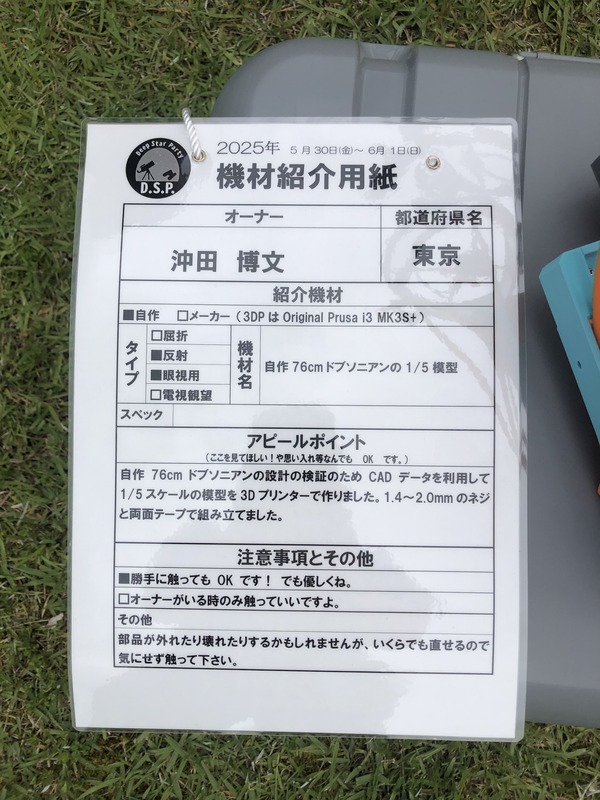 Deep Star Party
D.S.P.
2025年 5月30日(金)～6月1日(日)
機材紹介用紙
オーナー 都道府県名
沖田 博文 東京
紹介機材
■自作 □メーカー（3DPは Original Prusa i3 MK3S+）
タイプ
□屈折
■反射
■眼視用
□電視観望
機材名
自作76cmドブソニアンの1/5模型
スペック
アピールポイント
（ここを見てほしい！や思い入れ等なんでも OK です。）
自作 76cm ドブソニアンの設計の検証のため CAD データを利用して
1/5スケールの模型を3Dプリンターで作りました。1.4～2.0mmのネジ
と両面テープで組み立てました。
注意事項とその他
■勝手に触っても OK です！ でも優しくね。
□オーナーがいる時のみ触っていいですよ。
その他
部品が外れたり壊れたりするかもしれませんが、いくらでも直せるので
気にせず触って下さい。